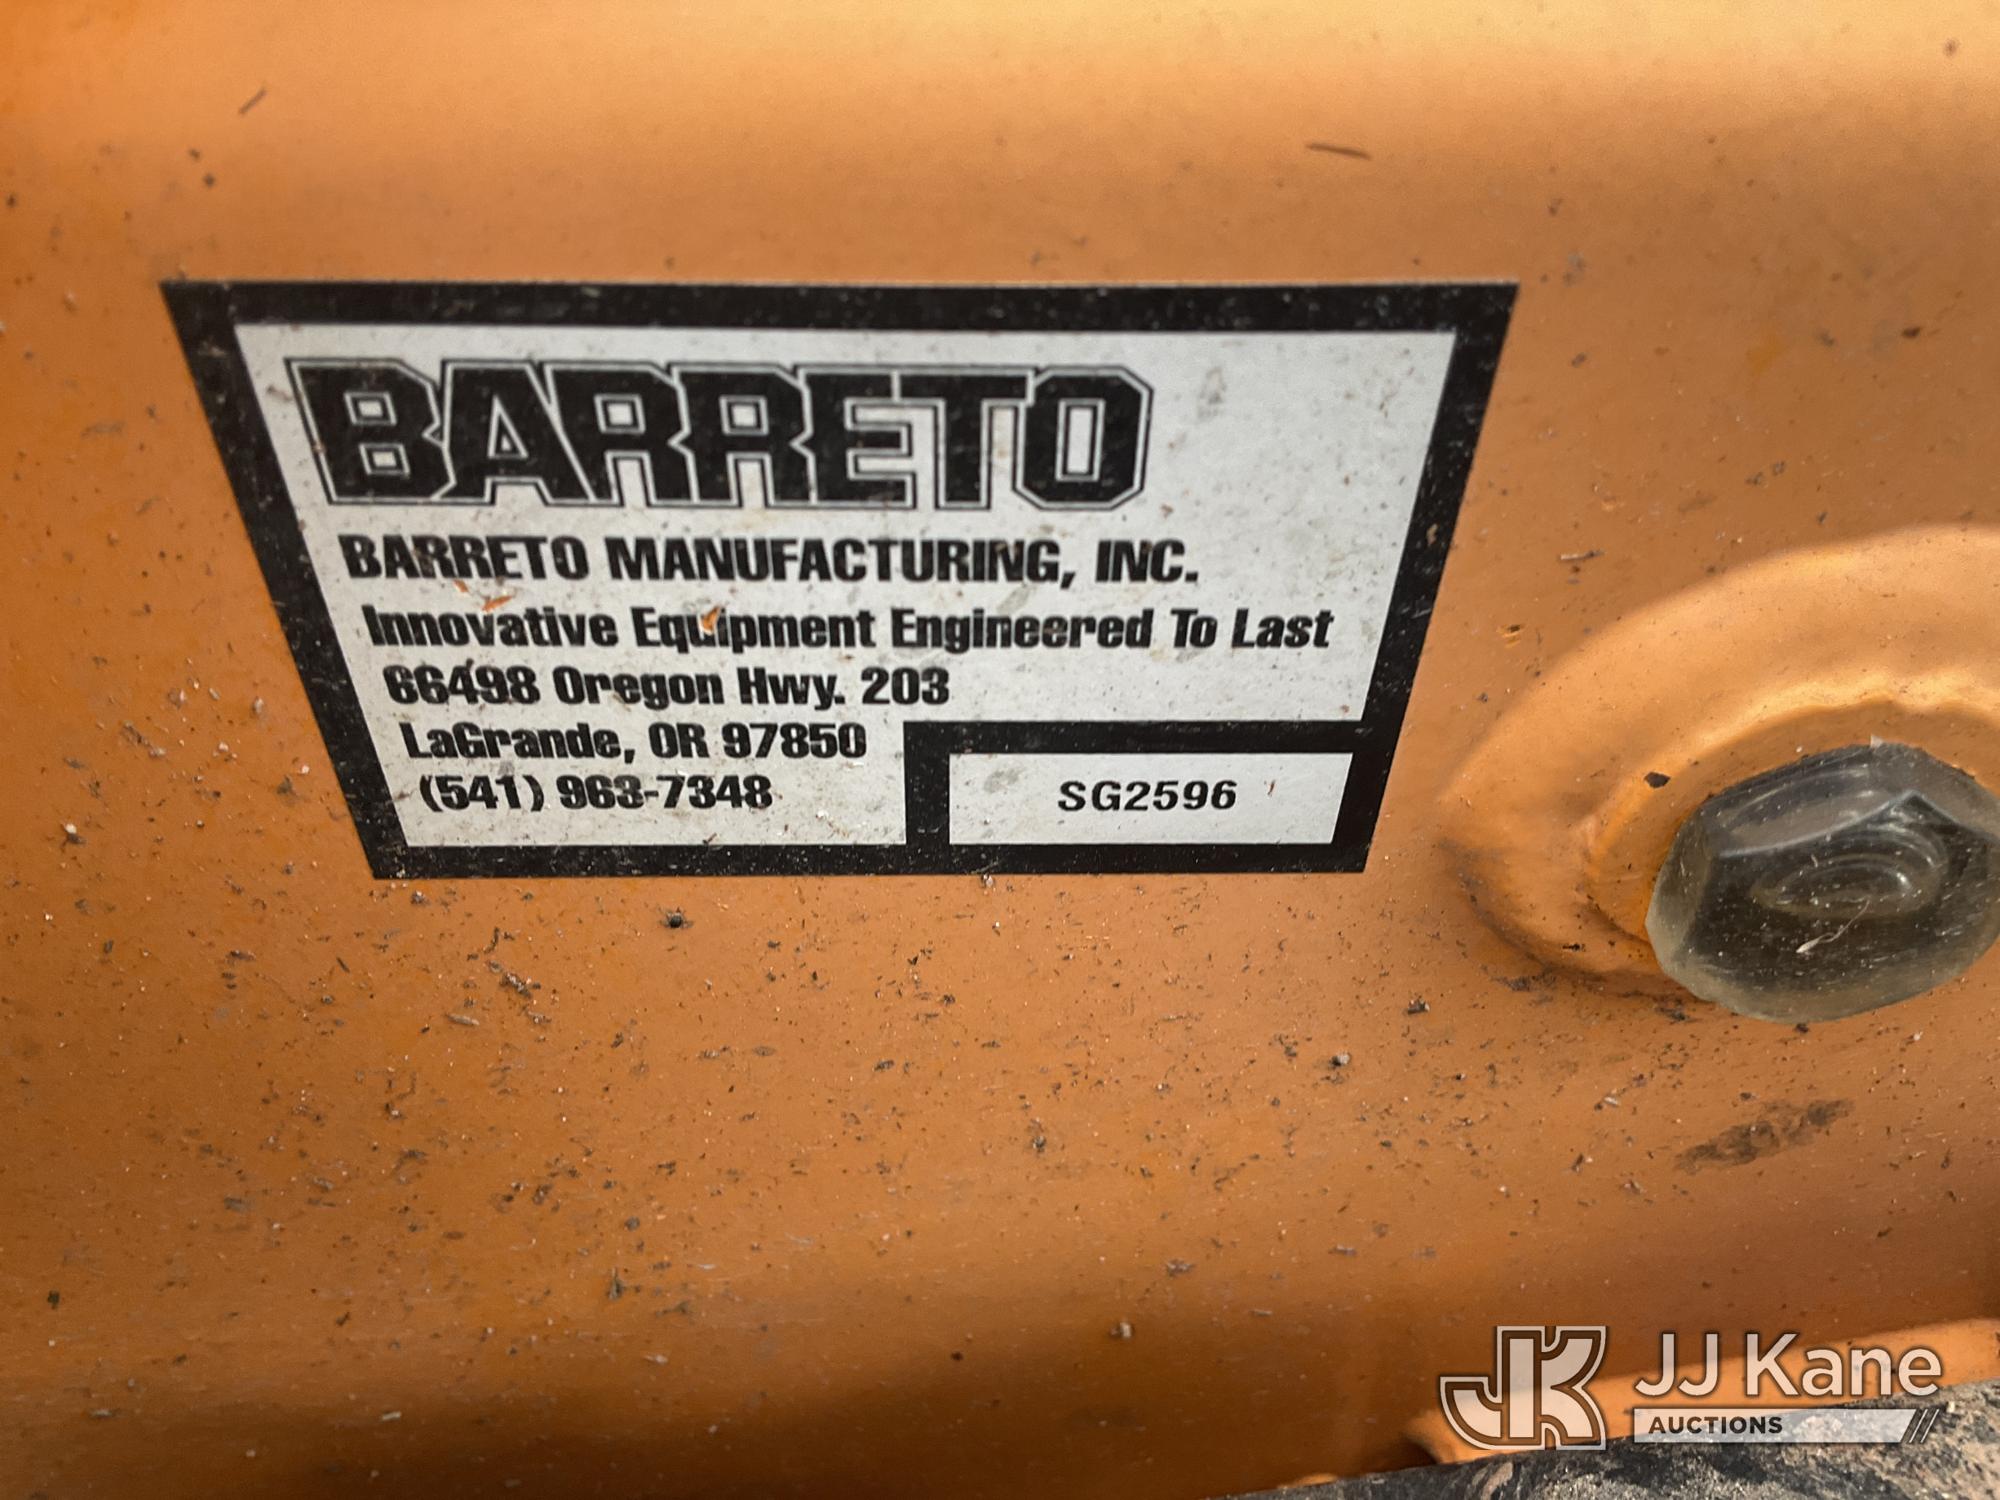 BARRETO
BARRETO MANUFACTURING, INC.
Innovative Equipment Engineered To Last
66498 Oregon Hwy. 203
LaGrande, OR 97850
(541) 963-7348
SG2596
JK JJ Kane
AUCTIONS